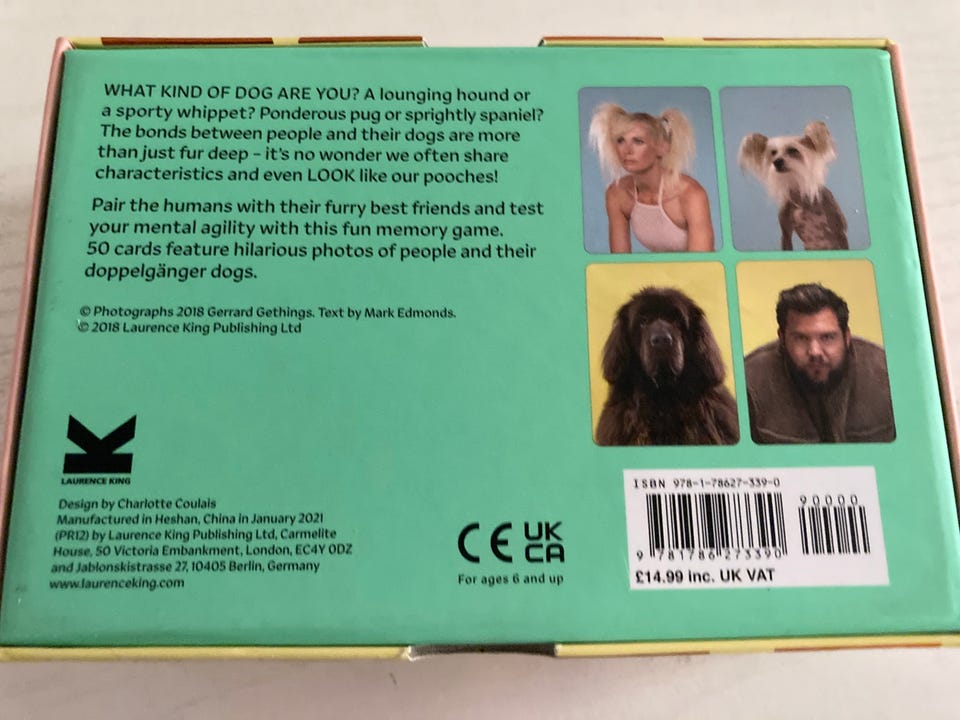 WHAT KIND OF DOG ARE YOU? A lounging hound or
a sporty whippet? Ponderous pug or sprightly spaniel?
The bonds between people and their dogs are more
than just fur deep – it's no wonder we often share
characteristics and even LOOK like our pooches!
Pair the humans with their furry best friends and test
your mental agility with this fun memory game.
50 cards feature hilarious photos of people and their
doppelgänger dogs.
© Photographs 2018 Gerrard Gethings. Text by Mark Edmonds.
© 2018 Laurence King Publishing Ltd
LAURENCE KING
Design by Charlotte Coulais
Manufactured in Heshan, China in January 2021
(PR12) by Laurence King Publishing Ltd, Carmelite
House, 50 Victoria Embankment, London, EC4Y 0DZ
and Jablonskistrasse 27, 10405 Berlin, Germany
www.laurenceking.com
CE UK
CA
For ages 6 and up
ISBN 978-1-78627-339-0
90000
9 781786 273390
£14.99 inc. UK VAT